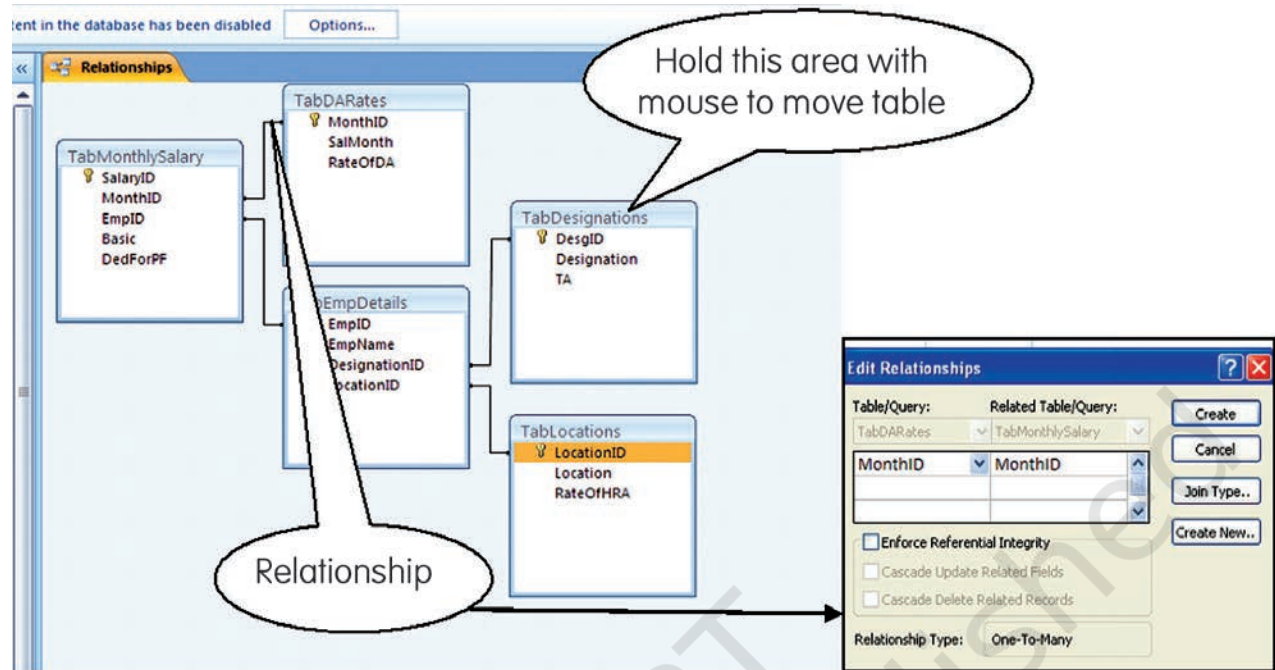 tent in the database has been disabled Options...
« Relationships
Hold this area with
mouse to move table
TabMonthlySalary
SalaryID
MonthID
EmpID
Basic
DedForPF
TabDARates
MonthID
SalMonth
RateOfDA
EmpDetails
EmpID
EmpName
DesignationID
ocationID
TabDesignations
DesgID
Designation
TA
TabLocations
LocationID
Location
RateOfHRA
Relationship
Edit Relationships
Table/Query: Related Table/Query:
TabDARates TabMonthlySalary
MonthID MonthID
Enforce Referential Integrity
Cascade Update Related Fields
Cascade Delete Related Records
Relationship Type: One-To-Many
Create
Cancel
Join Type..
Create New..